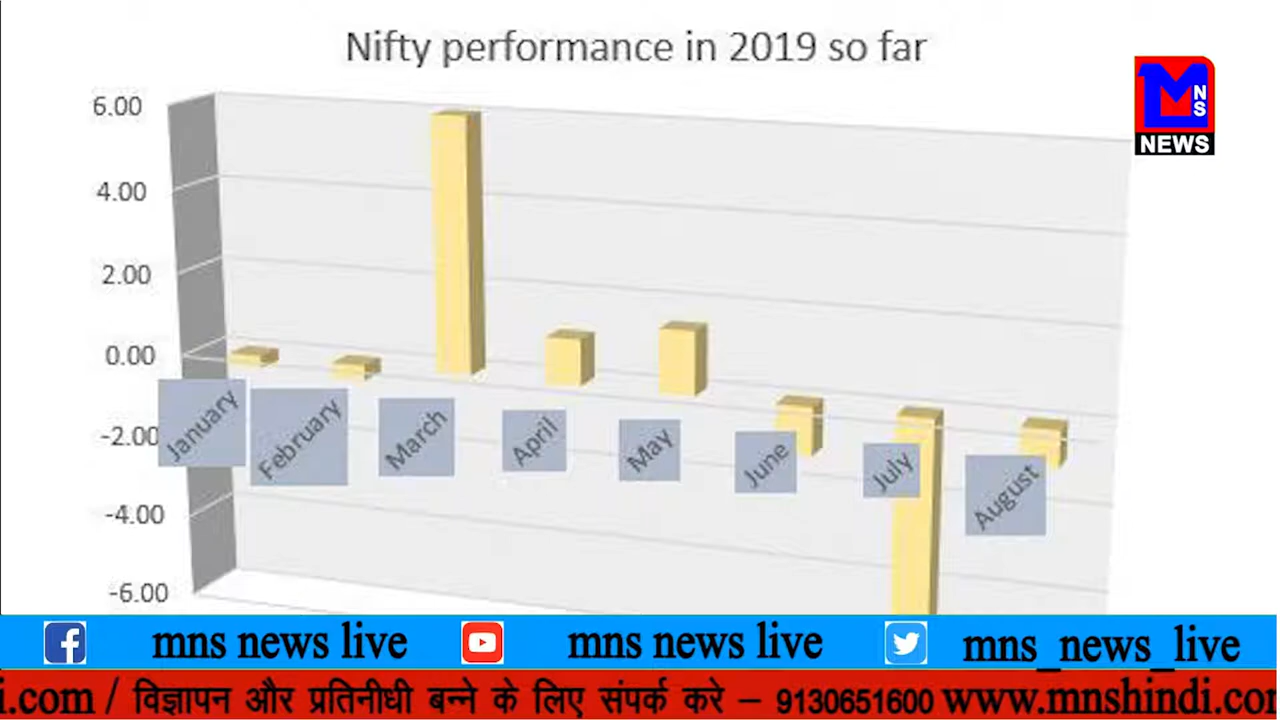 Nifty performance in 2019 so far
MNS
NEWS
6.00
4.00
2.00
0.00
-2.00
-4.00
-6.00
January
February
March
April
May
June
July
August
mns news live
mns news live
mns_news_live
i.com / विज्ञापन और प्रतिनीधी बन्ने के लिए संपर्क करे – 9130651600 www.mnshindi.com